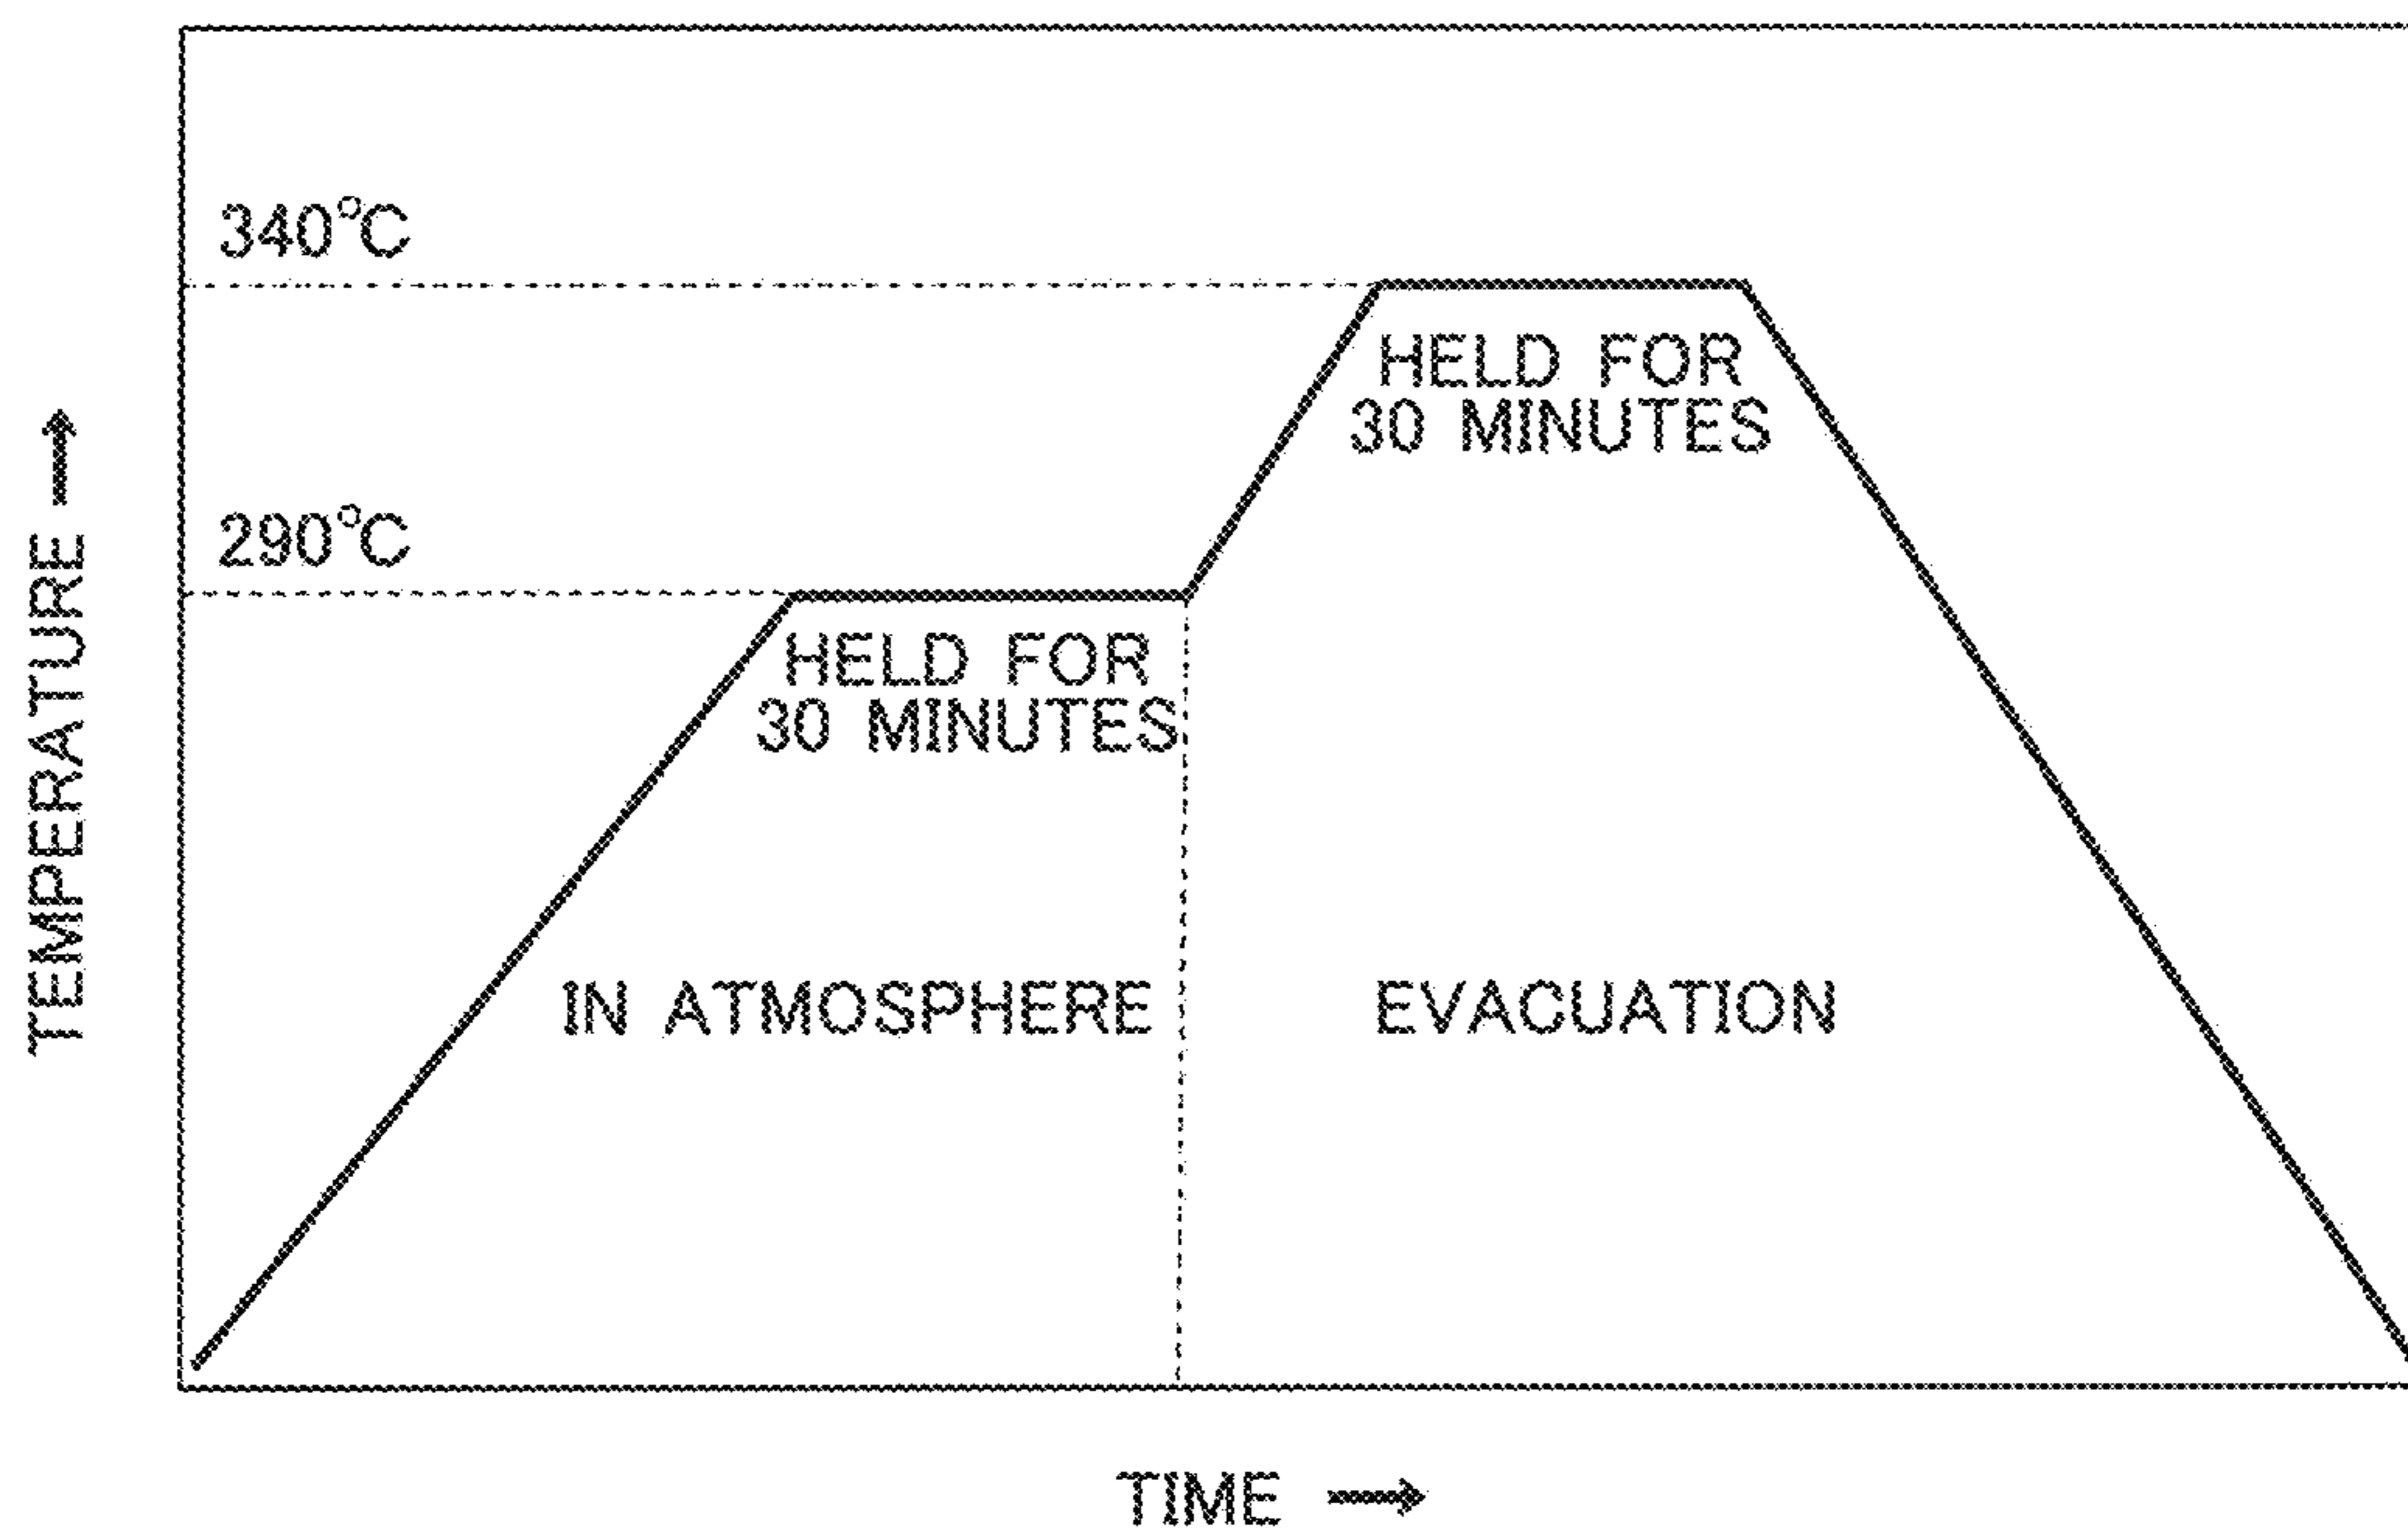 340°C
HELD FOR
30 MINUTES
290°C
HELD FOR
30 MINUTES
IN ATMOSPHERE
EVACUATION
TEMPERATURE →
TIME →